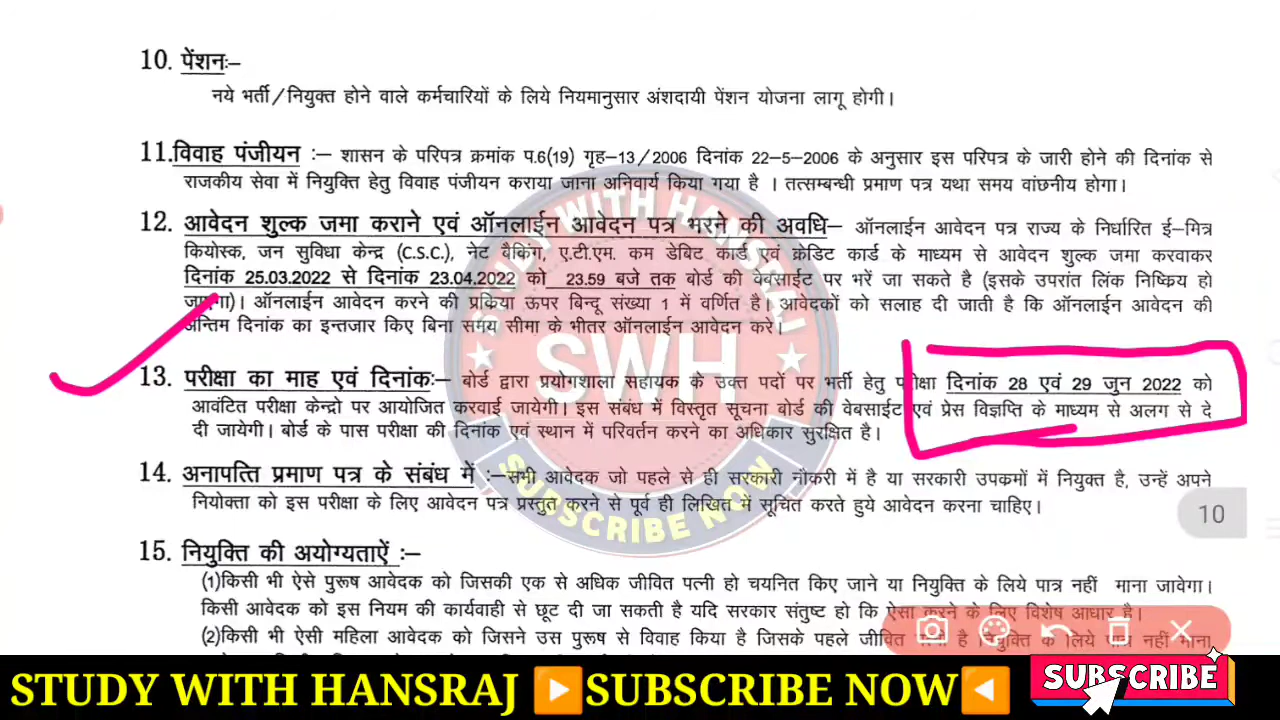 10. पेंशनः–
नये भर्ती/नियुक्त होने वाले कर्मचारियों के लिये नियमानुसार अंशदायी पेंशन योजना लागू होगी।
11.विवाह पंजीयन :– शासन के परिपत्र क्रमांक प.6(19) गृह–13/2006 दिनांक 22–5–2006 के अनुसार इस परिपत्र के जारी होने की दिनांक से
राजकीय सेवा में नियुक्ति हेतु विवाह पंजीयन कराया जाना अनिवार्य किया गया है । तत्सम्बन्धी प्रमाण पत्र यथा समय वांछनीय होगा।
12. आवेदन शुल्क जमा कराने एवं ऑनलाईन आवेदन पत्र भरने की अवधि– ऑनलाईन आवेदन पत्र राज्य के निर्धारित ई–मित्र
कियोस्क, जन सुविधा केन्द्र (C.S.C.), नेट बैकिंग, ए.टी.एम. कम डेबिट कार्ड एवं क्रेडिट कार्ड के माध्यम से आवेदन शुल्क जमा करवाकर
दिनांक 25.03.2022 से दिनांक 23.04.2022 को 23.59 बजे तक बोर्ड की वेबसाईट पर भरें जा सकते है (इसके उपरांत लिंक निष्क्रिय हो
जाएगा)। ऑनलाईन आवेदन करने की प्रक्रिया ऊपर बिन्दू संख्या 1 में वर्णित है। आवेदकों को सलाह दी जाती है कि ऑनलाईन आवेदन की
अन्तिम दिनांक का इन्तजार किए बिना समय सीमा के भीतर ऑनलाईन आवेदन करे।
13. परीक्षा का माह एवं दिनांकः– बोर्ड द्वारा प्रयोगशाला सहायक के उक्त पदो पर भर्ती हेतु परीक्षा दिनांक 28 एवं 29 जुन 2022 को
आवंटित परीक्षा केन्द्रो पर आयोजित करवाई जायेगी। इस संबंध में विस्तृत सूचना बोर्ड की वेबसाईट एवं प्रेस विज्ञप्ति के माध्यम से अलग से दे
दी जायेगी। बोर्ड के पास परीक्षा की दिनांक एवं स्थान में परिवर्तन करने का अधिकार सुरक्षित है।
14. अनापत्ति प्रमाण पत्र के संबंध में :–सभी आवेदक जो पहले से ही सरकारी नौकरी में है या सरकारी उपकमों में नियुक्त है, उन्हें अपने
नियोक्ता को इस परीक्षा के लिए आवेदन पत्र प्रस्तुत करने से पूर्व ही लिखित में सूचित करते हुये आवेदन करना चाहिए।
10
15. नियुक्ति की अयोग्यताऐं :–
(1)किसी भी ऐसे पुरूष आवेदक को जिसकी एक से अधिक जीवित पत्नी हो चयनित किए जाने या नियुक्ति के लिये पात्र नहीं माना जावेगा।
किसी आवेदक को इस नियम की कार्यवाही से छूट दी जा सकती है यदि सरकार संतुष्ट हो कि ऐसा करने के लिए विशेष आधार है।
(2)किसी भी ऐसी महिला आवेदक को जिसने उस पुरूष से विवाह किया है जिसके पहले जीवित पत्नी है नियुक्ति के लिये पात्र नहीं माना
STUDY WITH HANSRAJ
SWH
SUBSCRIBE NOW
STUDY WITH HANSRAJ SUBSCRIBE NOW
SUBSCRIBE